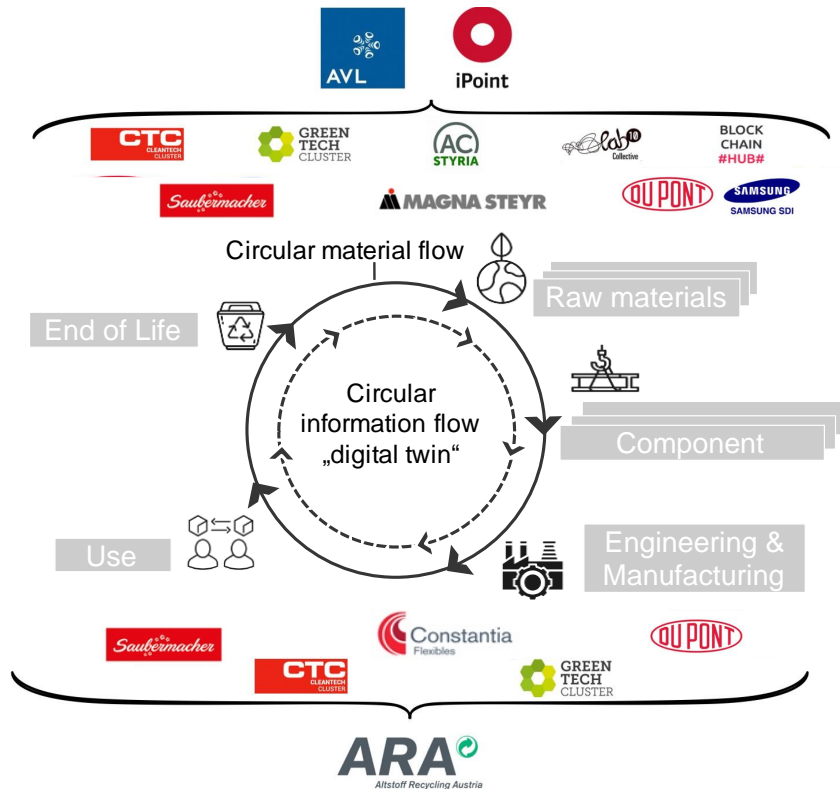 AVL
iPoint
CTC
CLEANTECH
CLUSTER
GREEN
TECH
CLUSTER
AC
STYRIA
lab10
Collective
BLOCK
CHAIN
#HUB#
Saubermacher
MAGNA STEYR
DUPONT
SAMSUNG
SAMSUNG SDI
Circular material flow
Raw materials
End of Life
Circular
information flow
„digital twin“
Component
Use
Engineering &
Manufacturing
Saubermacher
Constantia
Flexibles
DUPONT
CTC
CLEANTECH
CLUSTER
GREEN
TECH
CLUSTER
ARA
Altstoff Recycling Austria